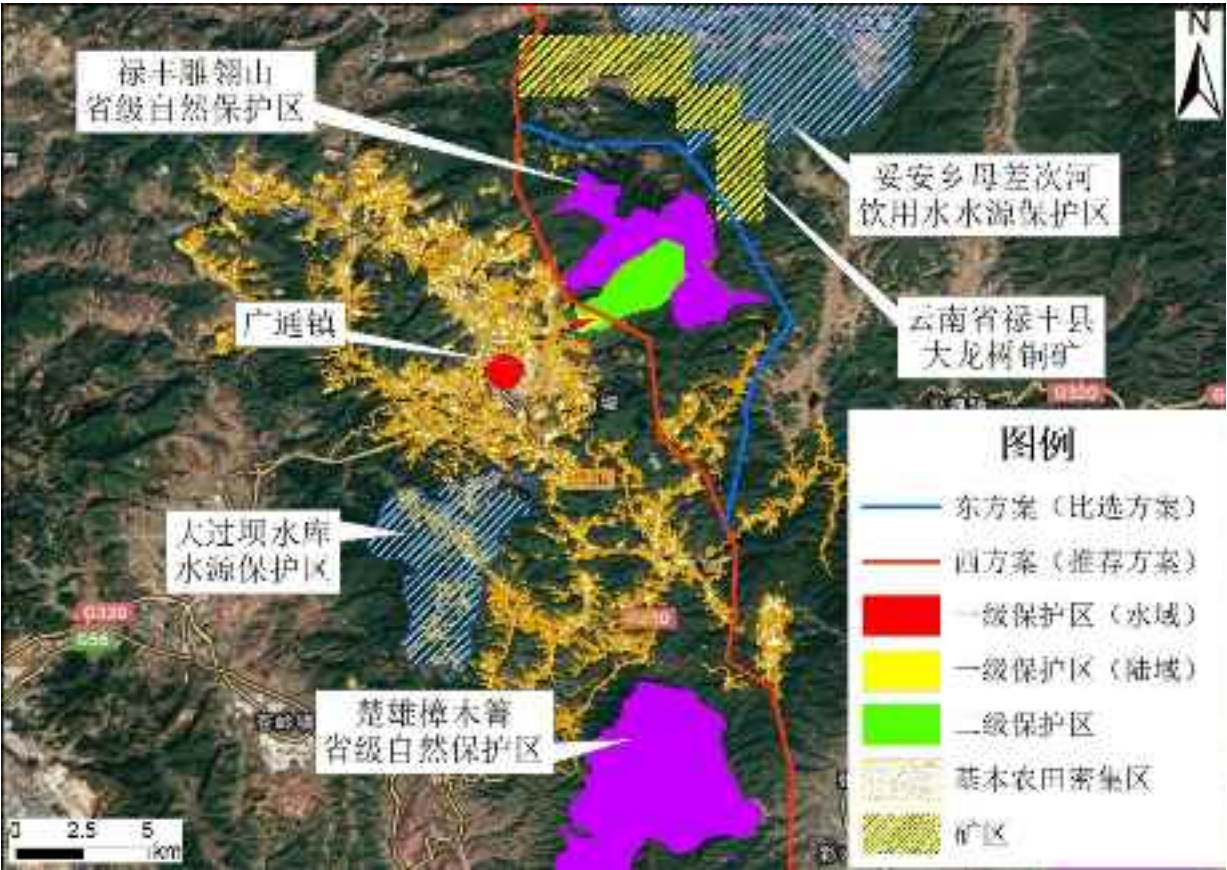 N
禄丰雕翎山
省级自然保护区
妥安乡母差次河
饮用水水源保护区
广通镇
云南省禄丰县
大龙树铜矿
G320
大过坝水库
水源保护区
G320
G56
楚雄樟木箐
省级自然保护区
0 2.5 5
km
图例
东方案（比选方案）
西方案（推荐方案）
一级保护区（水域）
一级保护区（陆域）
二级保护区
基本农田密集区
矿区